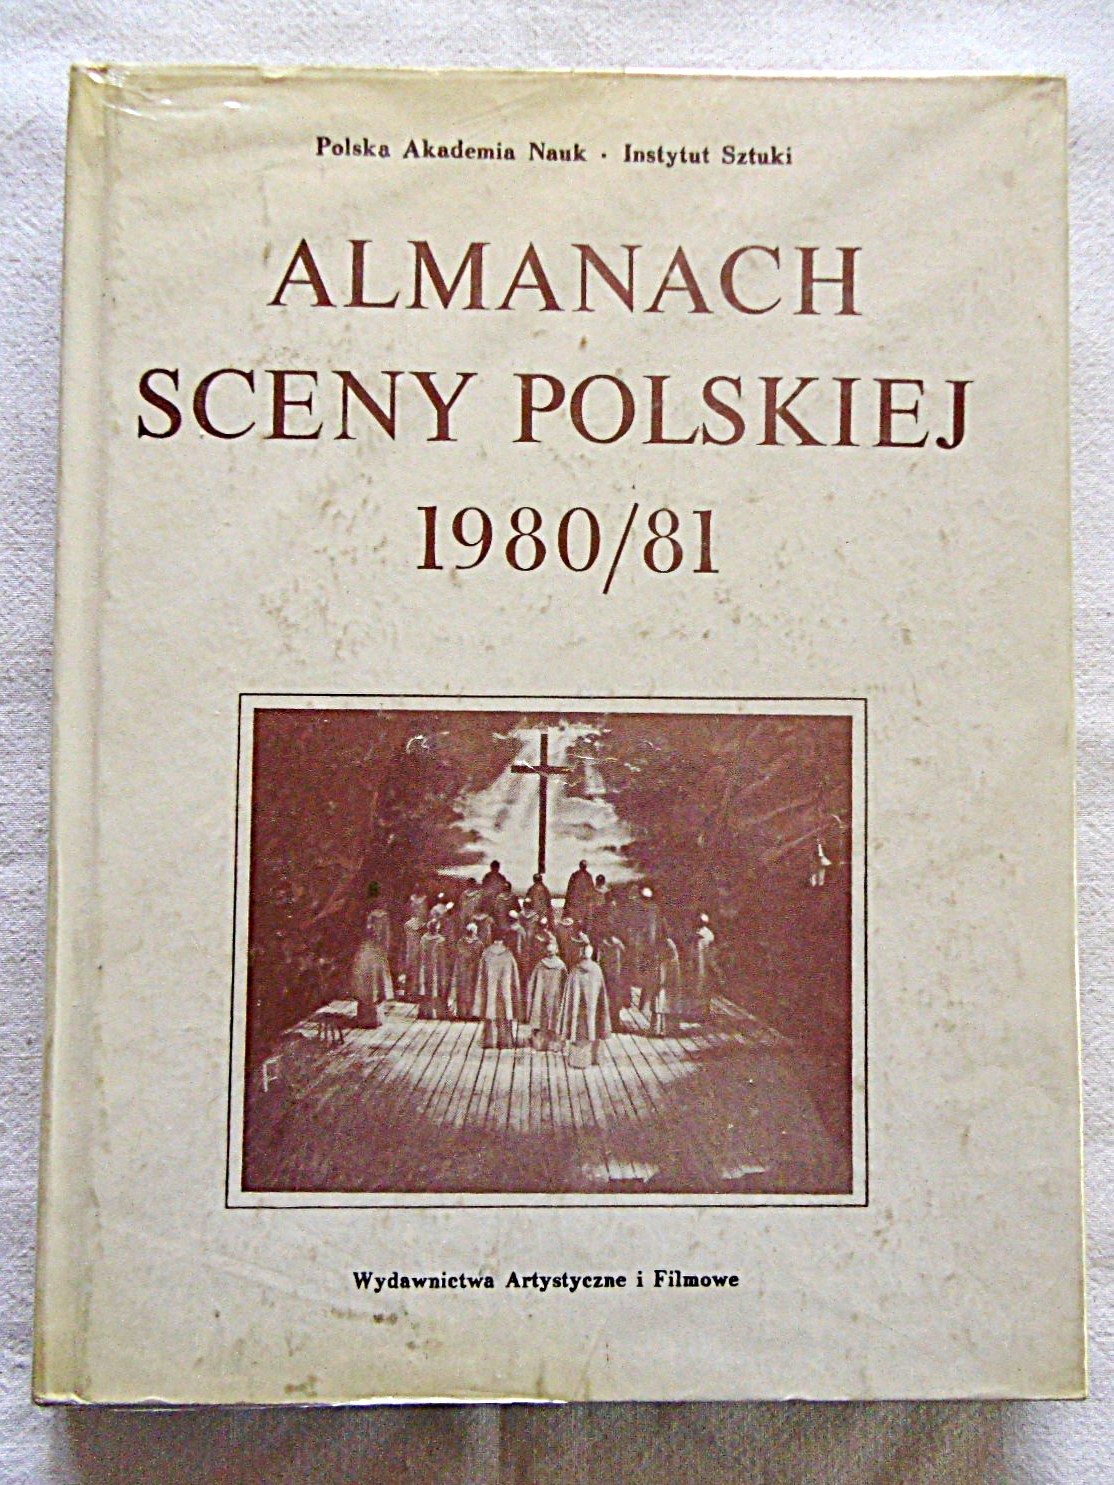 Polska Akademia Nauk · Instytut Sztuki
ALMANACH
SCENY POLSKIEJ
1980/81
Wydawnictwa Artystyczne i Filmowe